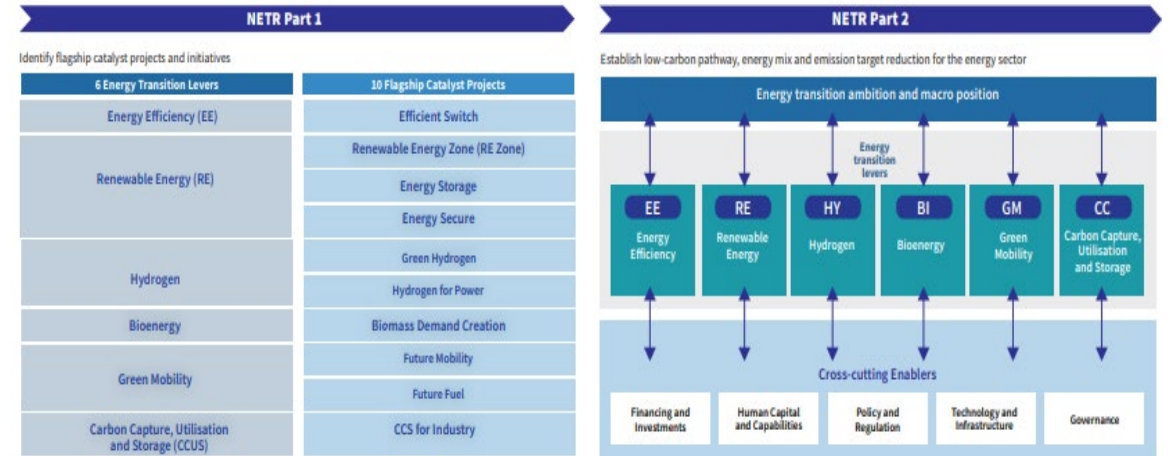 NETR Part 1
Identify flagship catalyst projects and initiatives
6 Energy Transition Levers
10 Flagship Catalyst Projects
Energy Efficiency (EE)
Efficient Switch
Renewable Energy (RE)
Renewable Energy Zone (RE Zone)
Energy Storage
Energy Secure
Hydrogen
Green Hydrogen
Hydrogen for Power
Bioenergy
Biomass Demand Creation
Green Mobility
Future Mobility
Future Fuel
Carbon Capture, Utilisation
and Storage (CCUS)
CCS for Industry
NETR Part 2
Establish low-carbon pathway, energy mix and emission target reduction for the energy sector
Energy transition ambition and macro position
Energy
transition
levers
EE
Energy
Efficiency
RE
Renewable
Energy
HY
Hydrogen
BI
Bioenergy
GM
Green
Mobility
CC
Carbon Capture,
Utilisation
and Storage
Cross-cutting Enablers
Financing and
Investments
Human Capital
and Capabilities
Policy and
Regulation
Technology and
Infrastructure
Governance